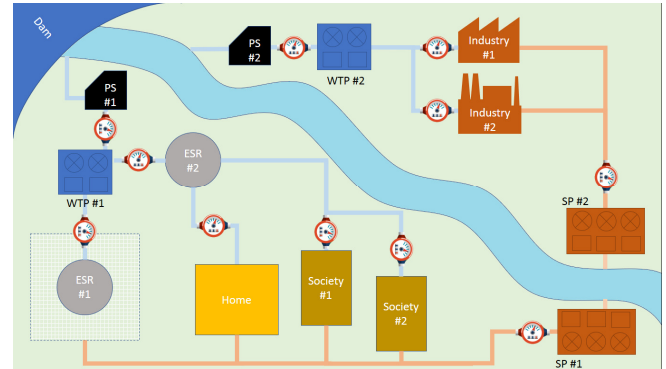 Dam
PS
#1
PS
#2
WTP #2
Industry
#1
Industry
#2
WTP #1
ESR
#2
ESR
#1
Home
Society
#1
Society
#2
SP #2
SP #1